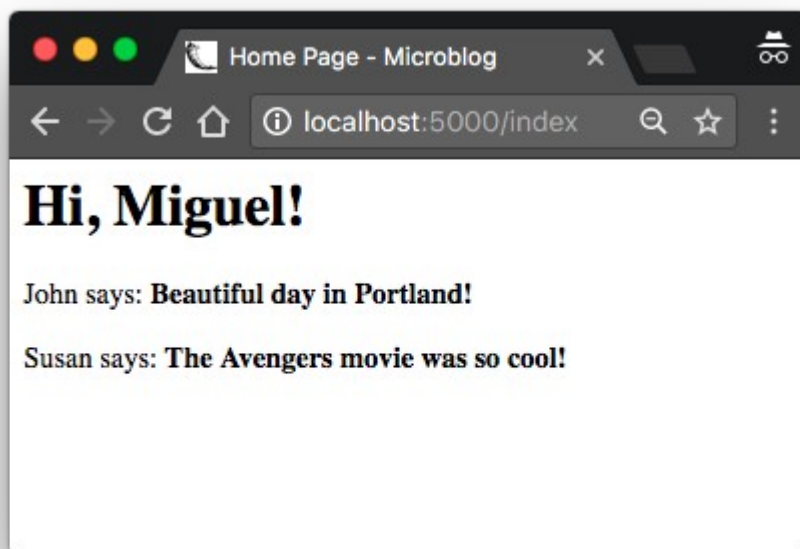 Home Page - Microblog
localhost:5000/index
Hi, Miguel!
John says: Beautiful day in Portland!
Susan says: The Avengers movie was so cool!